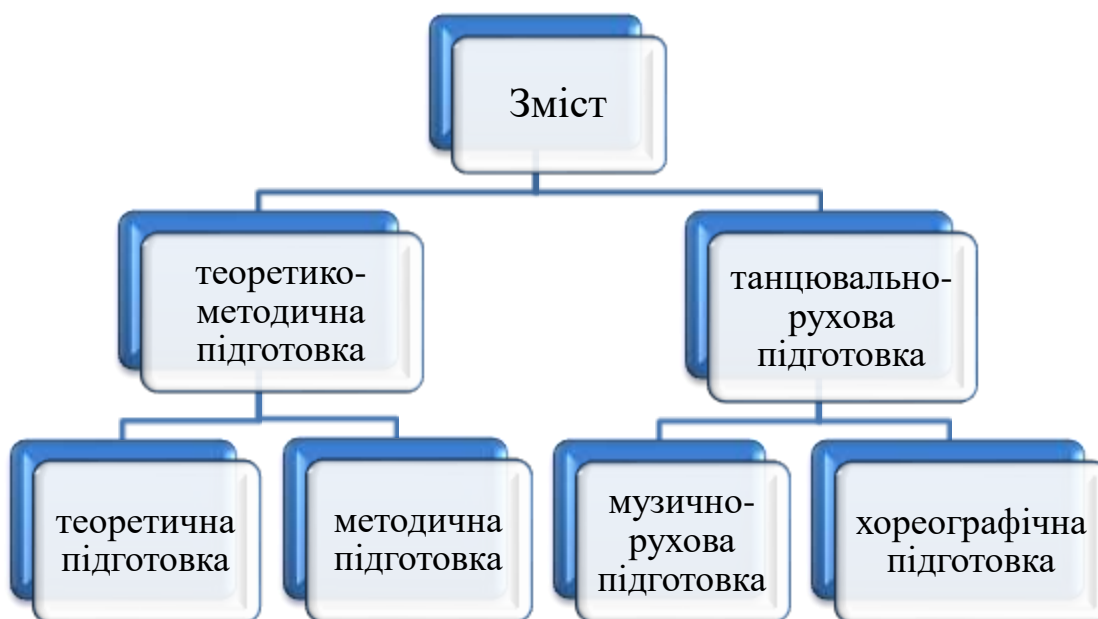 Зміст
теоретико-
методична
підготовка
танцювально-
рухова
підготовка
теоретична
підготовка
методична
підготовка
музично-
рухова
підготовка
хореографічна
підготовка